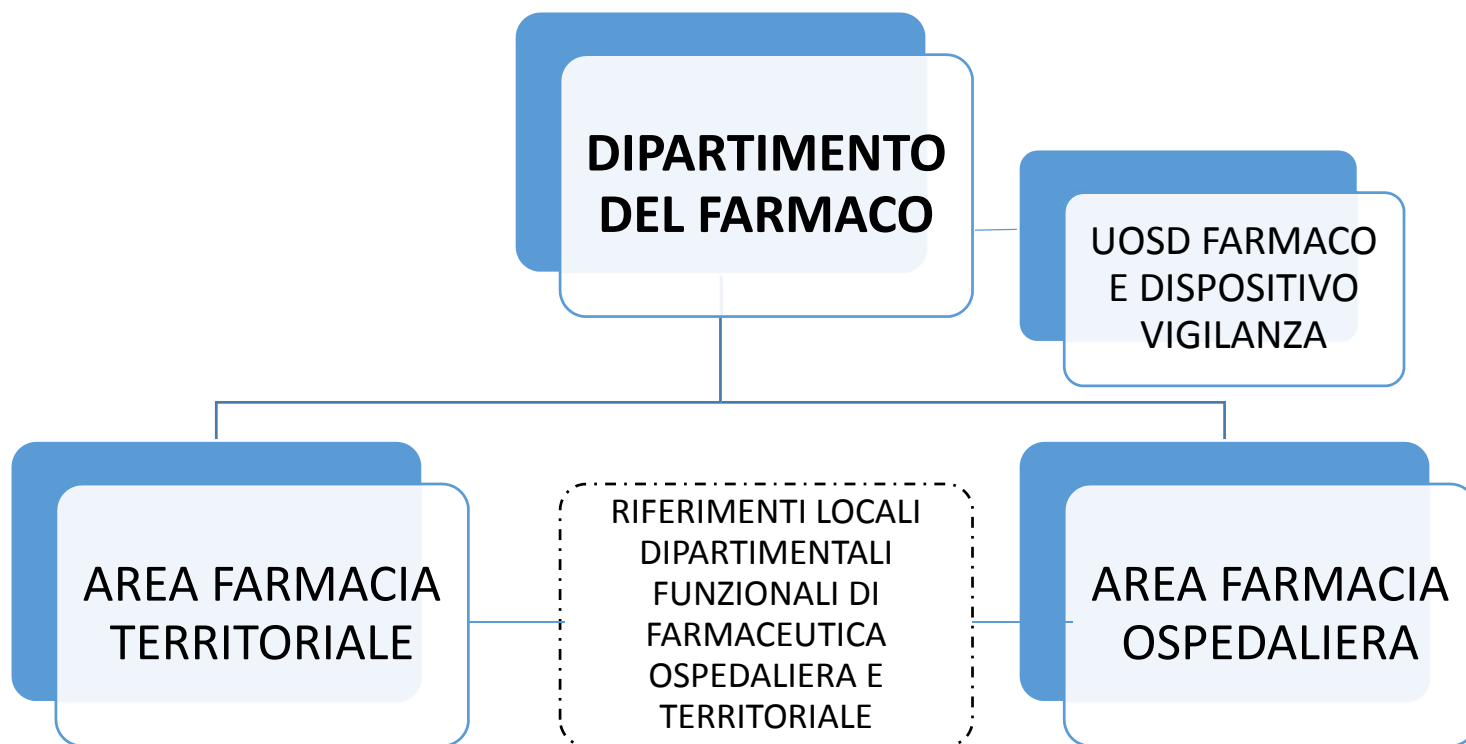 DIPARTIMENTO
DEL FARMACO
UOSD FARMACO
E DISPOSITIVO
VIGILANZA
AREA FARMACIA
TERRITORIALE
RIFERIMENTI LOCALI
DIPARTIMENTALI
FUNZIONALI DI
FARMACEUTICA
OSPEDALIERA E
TERRITORIALE
AREA FARMACIA
OSPEDALIERA